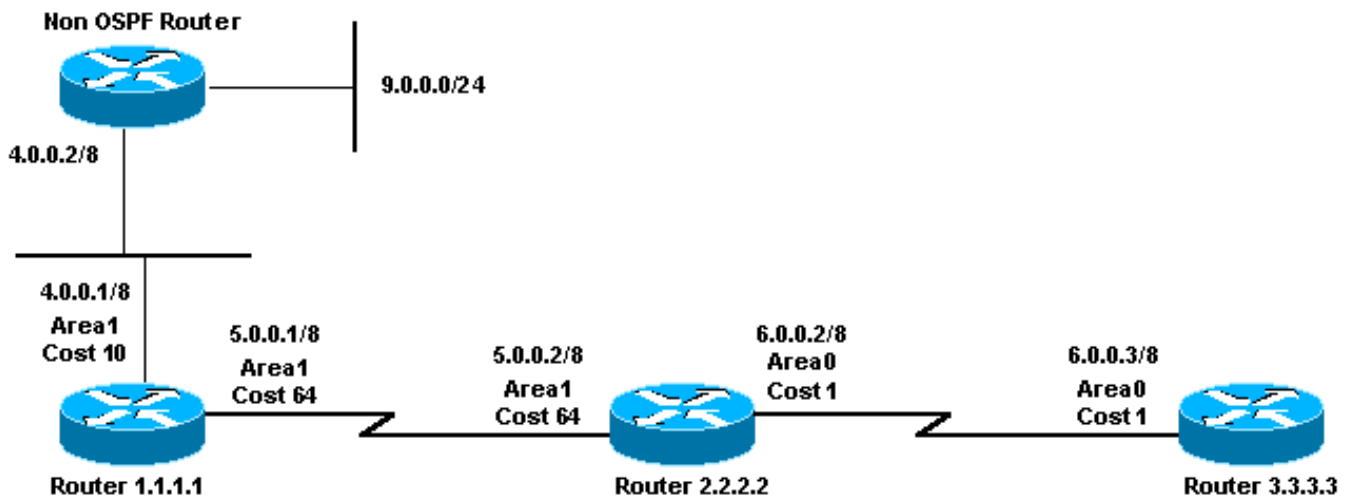 Non OSPF Router
9.0.0.0/24
4.0.0.2/8
4.0.0.1/8
Area1
Cost 10
5.0.0.1/8
Area1
Cost 64
5.0.0.2/8
Area1
Cost 64
6.0.0.2/8
Area0
Cost 1
6.0.0.3/8
Area0
Cost 1
Router 1.1.1.1
Router 2.2.2.2
Router 3.3.3.3